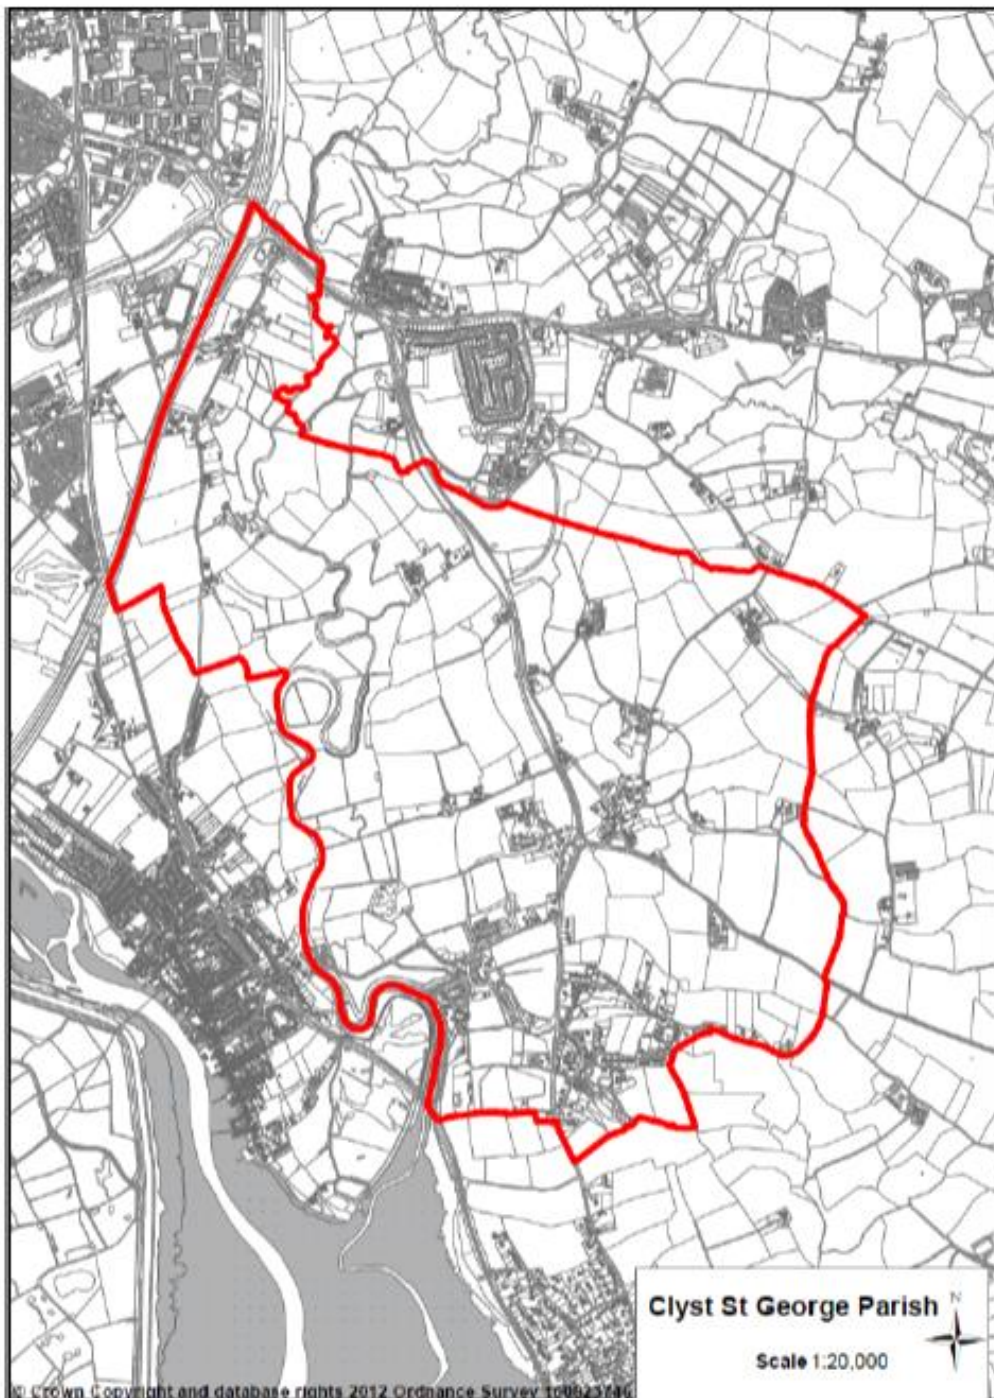 Clyst St George Parish
N
Scale 1:20,000
© Crown Copyright and database rights 2012 Ordnance Survey